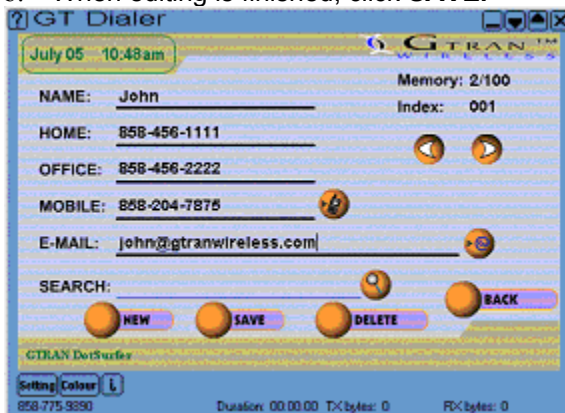 When editing is finished, click SAVE.
? GT Dialer
July 05 10:48am
GTRAN™
WIRELESS
Memory: 2/100
NAME: John
Index: 001
HOME: 858-456-1111
OFFICE: 858-456-2222
MOBILE: 858-204-7875
E-MAIL: john@gtranwireless.com
SEARCH:
BACK
NEW SAVE DELETE
GTRAN DotSurfer
Setting Colour i
858-775-9890 Duration: 00:00:00 TX bytes: 0 RX bytes: 0